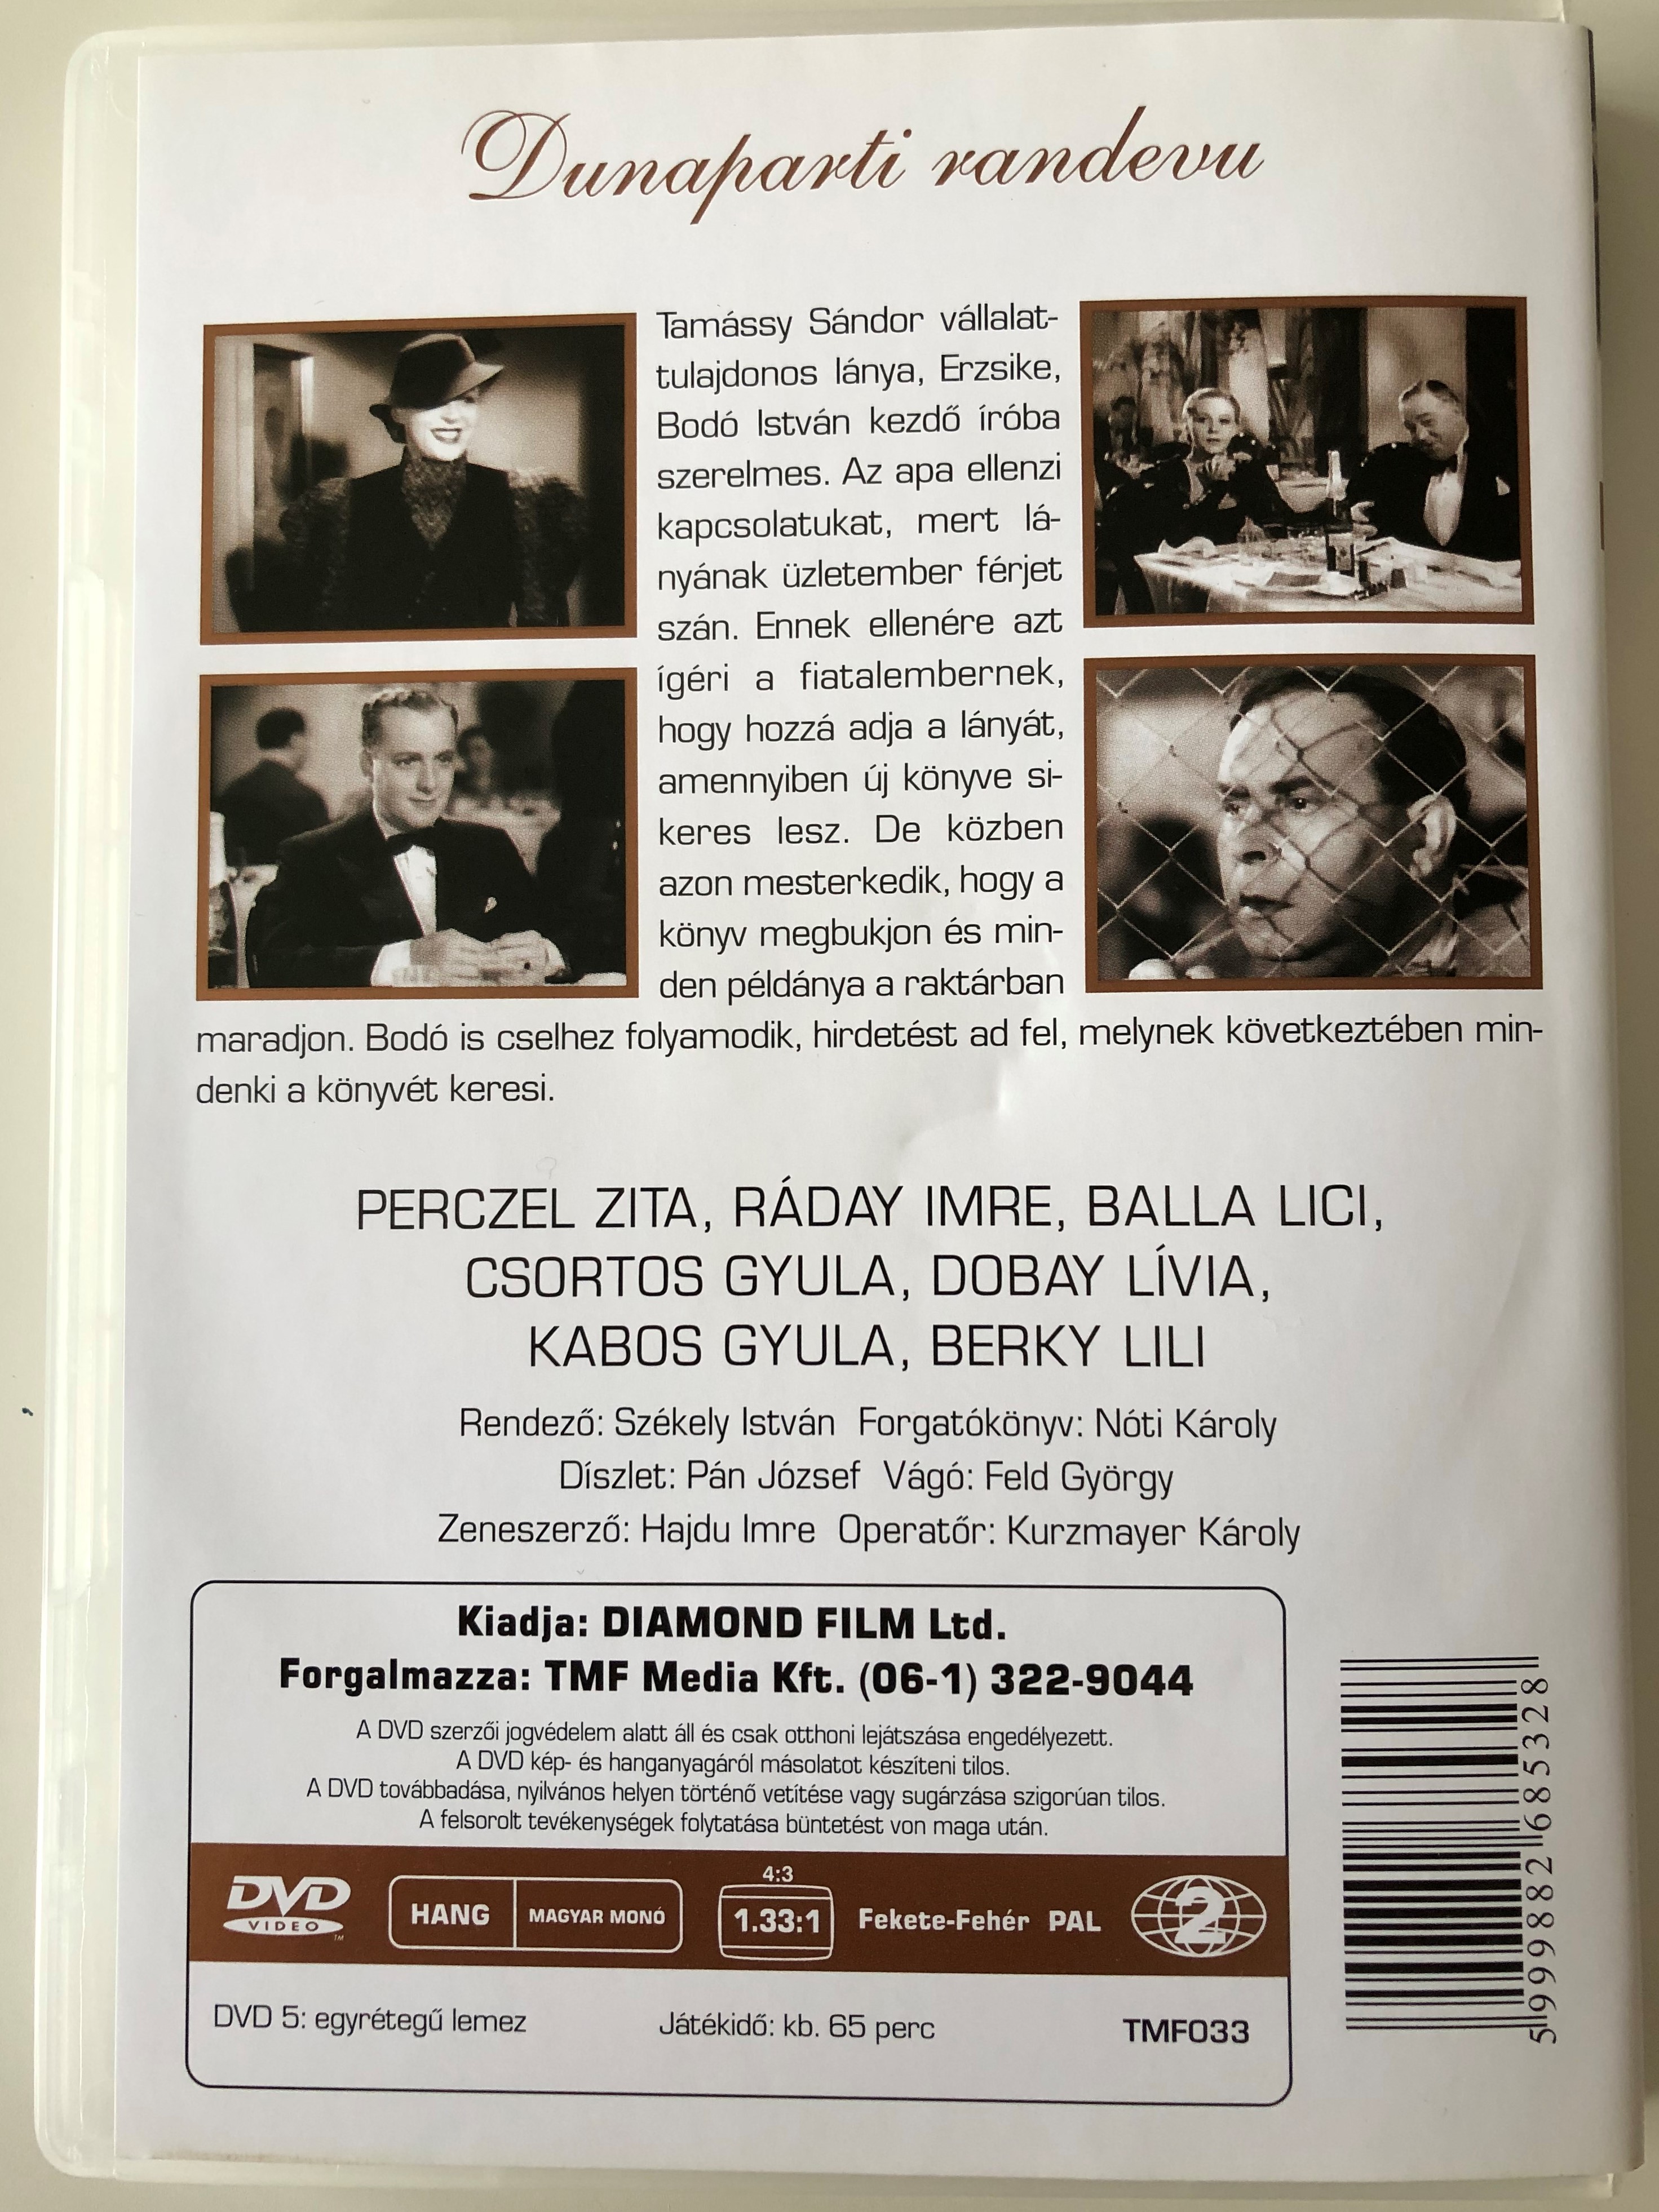 Dunaparti randevu
Tamássy Sándor vállalat-
tulajdonos lánya, Erzsike,
Bodó István kezdő íróba
szerelmes. Az apa ellenzi
kapcsolatukat, mert lá-
nyának üzletember férjet
szán. Ennek ellenére azt
ígéri a fiatalembernek,
hogy hozzá adja a lányát,
amennyiben új könyve si-
keres lesz. De közben
azon mesterkedik, hogy a
könyv megbukjon és min-
den példánya a raktárban
maradjon. Bodó is cselhez folyamodik, hirdetést ad fel, melynek következtében min-
denki a könyvét keresi.
PERCZEL ZITA, RÁDAY IMRE, BALLA LICI,
CSORTOS GYULA, DOBAY LÍVIA,
KABOS GYULA, BERKY LILI
Rendező: Székely István Forgatókönyv: Nóti Károly
Díszlet: Pán József Vágó: Feld György
Zeneszerző: Hajdu Imre Operatőr: Kurzmayer Károly
Kiadja: DIAMOND FILM Ltd.
Forgalmazza: TMF Media Kft. (06-1) 322-9044
A DVD szerzői jogvédelem alatt áll és csak otthoni lejátszása engedélyezett.
A DVD kép- és hanganyagáról másolatot készíteni tilos.
A DVD továbbadása, nyilvános helyen történő vetítése vagy sugárzása szigorúan tilos.
A felsorolt tevékenységek folytatása büntetést von maga után.
DVD VIDEO TM
HANG MAGYAR MONÓ
4:3
1.33:1
Fekete-Fehér PAL
2
DVD 5: egyrétegű lemez
Játékidő: kb. 65 perc
TMF033
5999882685328